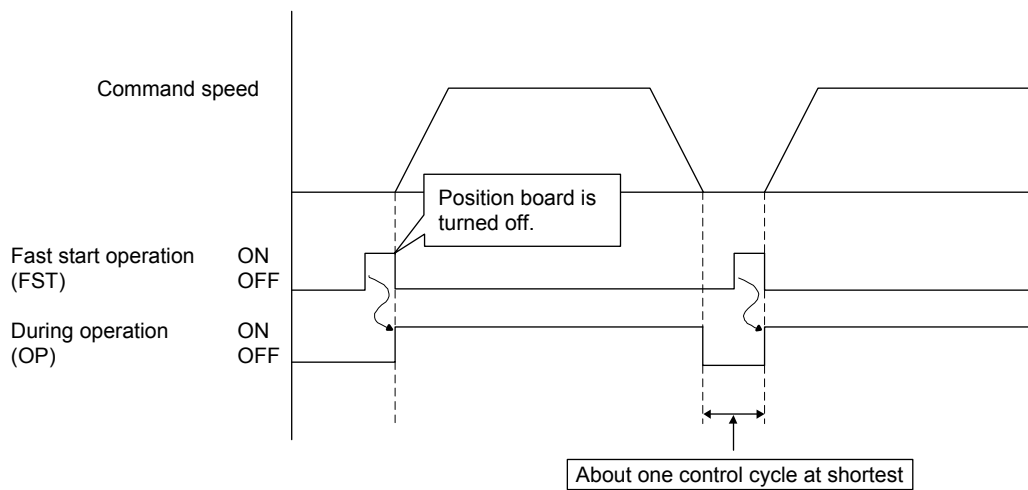 Command speed
Position board is
turned off.
Fast start operation ON
(FST) OFF
During operation ON
(OP) OFF
About one control cycle at shortest